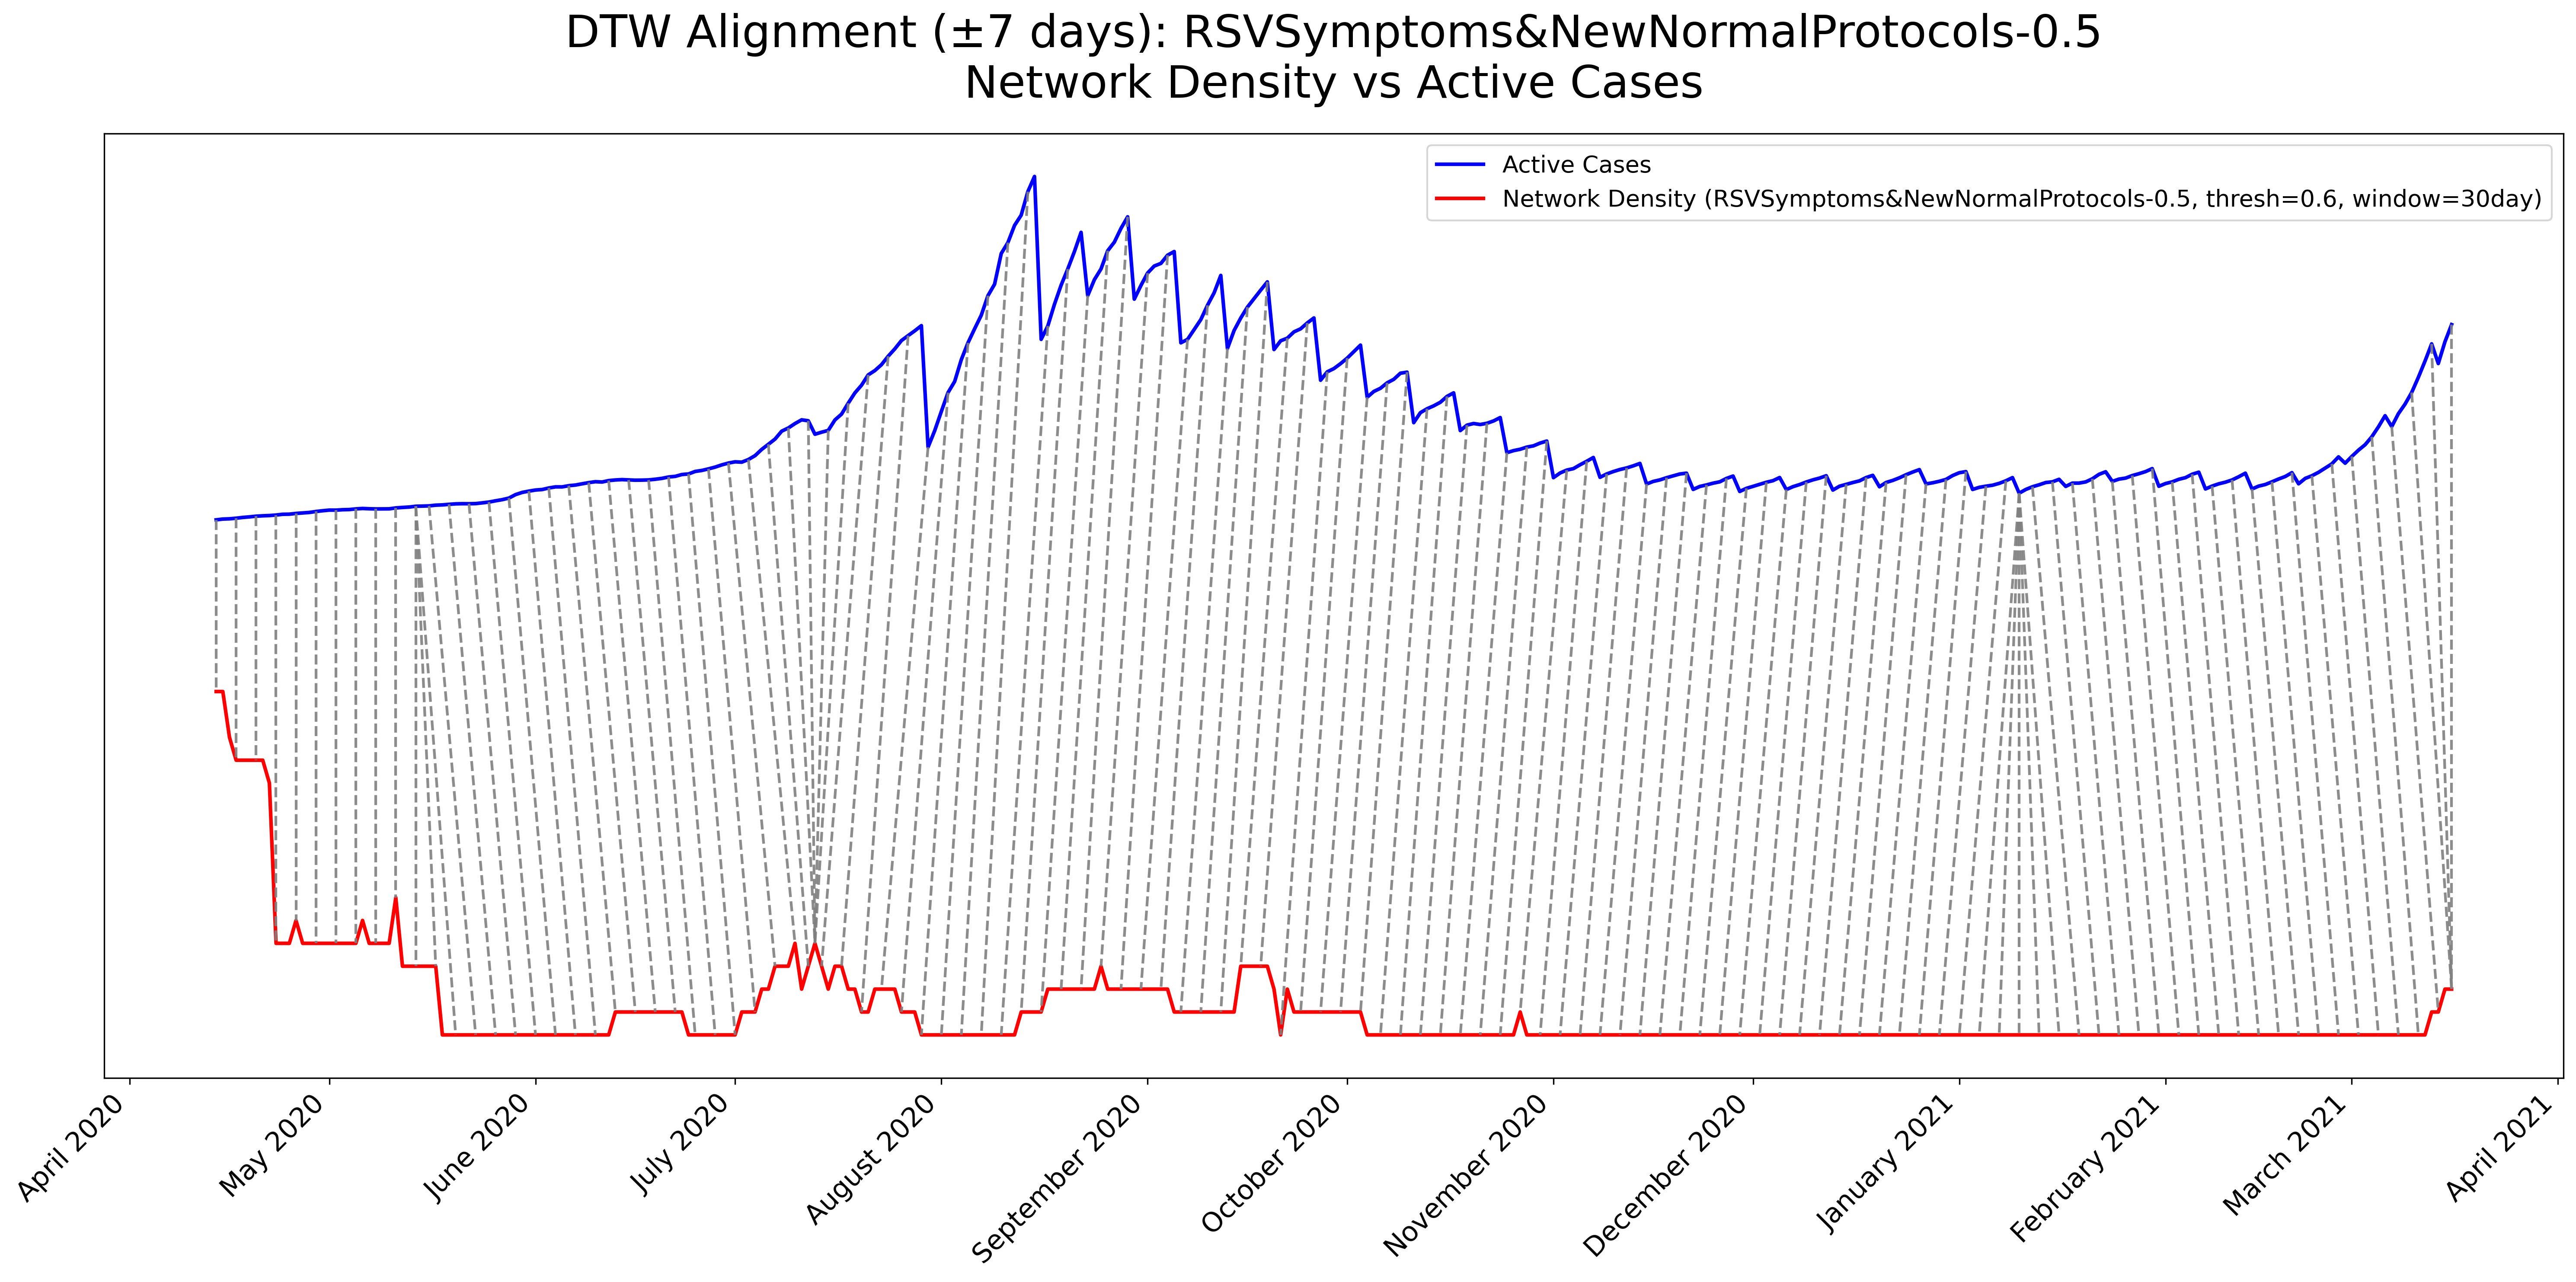 DTW Alignment (±7 days): RSVSymptoms&NewNormalProtocols-0.5
Network Density vs Active Cases
Active Cases
Network Density (RSVSymptoms&NewNormalProtocols-0.5, thresh=0.6, window=30day)
April 2020
May 2020
June 2020
July 2020
August 2020
September 2020
October 2020
November 2020
December 2020
January 2021
February 2021
March 2021
April 2021